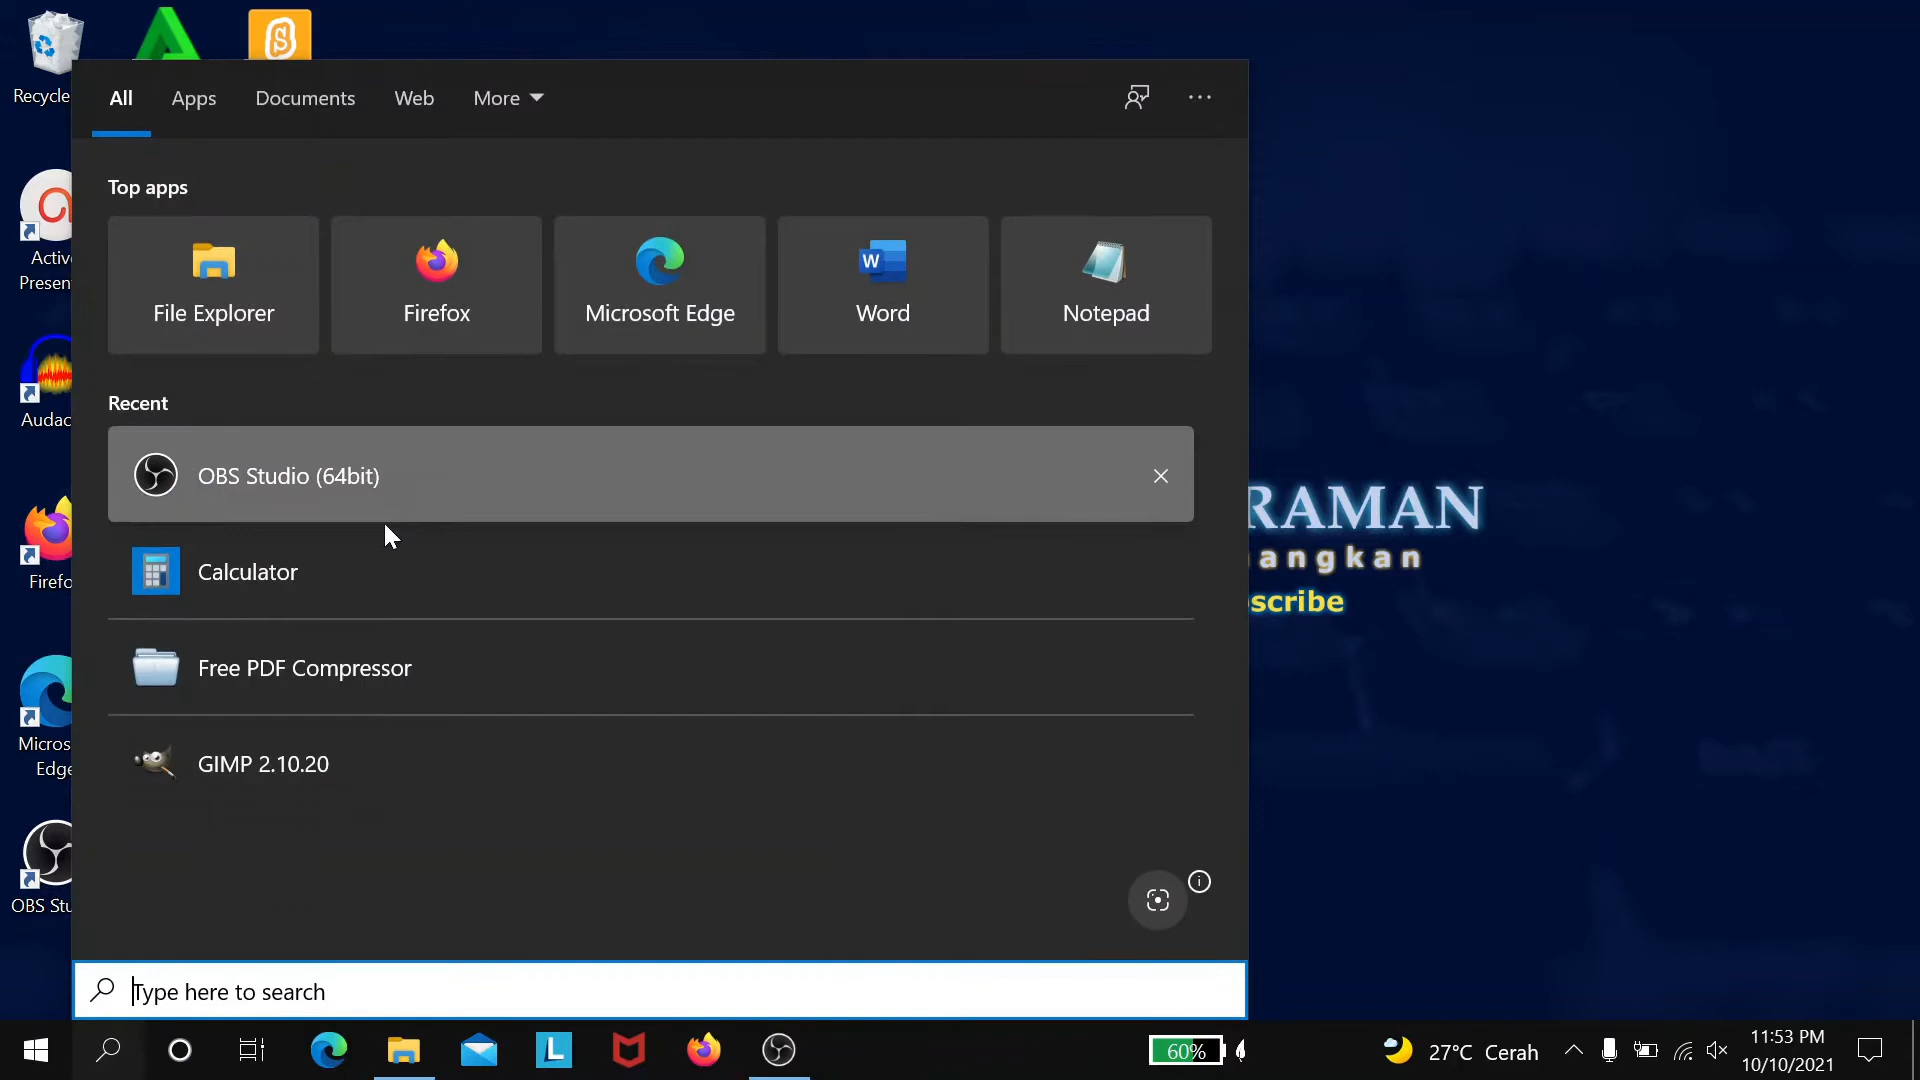 Recycle
All
Apps
Documents
Web
More
Top apps
File Explorer
Firefox
Microsoft Edge
W
Word
Notepad
Recent
OBS Studio (64bit)
Calculator
Free PDF Compressor
GIMP 2.10.20
Type here to search
Activ
Presen
Audac
Firefo
Micros
Edge
OBS Stu
RAMAN
angkan
scribe
L
60%
27°C Cerah
11:53 PM
10/10/2021